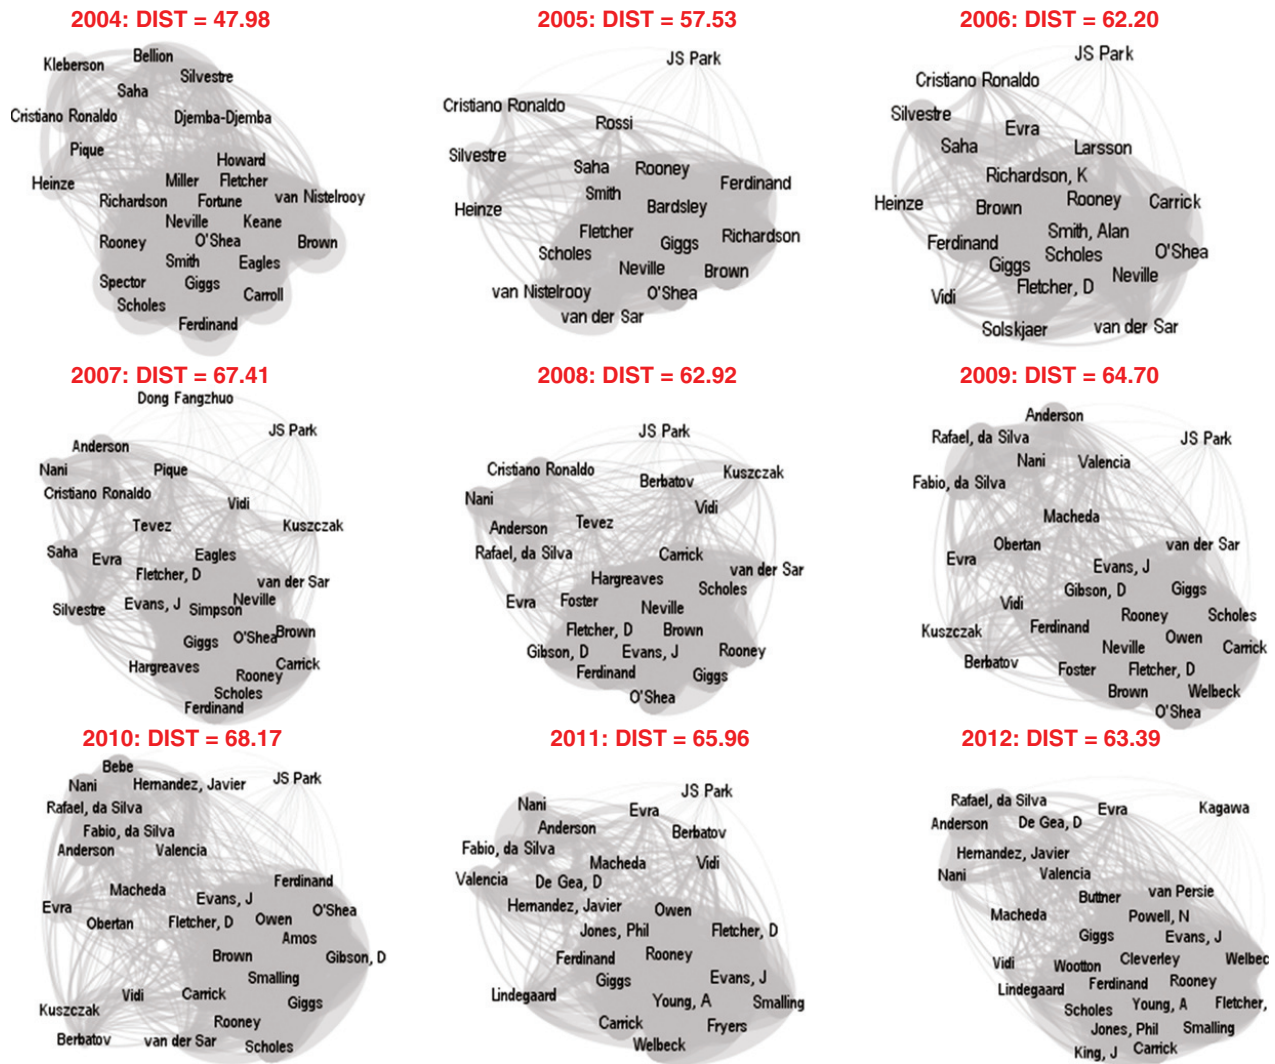 2004: DIST = 47.98
Bellion
Kleberson
Silvestre
Saha
Cristiano Ronaldo
Djemba-Djemba
Pique
Howard
Heinze
Miller
Fletcher
Richardson
Fortune
van Nistelrooy
Neville
Keane
Rooney
O'Shea
Brown
Smith
Eagles
Spector
Giggs
Carroll
Scholes
Ferdinand
2005: DIST = 57.53
JS Park
Cristiano Ronaldo
Rossi
Silvestre
Saha
Rooney
Ferdinand
Smith
Heinze
Bardsley
Fletcher
Giggs
Richardson
Scholes
Neville
Brown
van Nistelrooy
O'Shea
van der Sar
2006: DIST = 62.20
JS Park
Cristiano Ronaldo
Silvestre
Evra
Saha
Larsson
Richardson, K
Heinze
Brown
Rooney
Carrick
Ferdinand
Smith, Alan
Giggs
Scholes
O'Shea
Neville
Vidi
Fletcher, D
Solskjaer
van der Sar
2007: DIST = 67.41
Dong Fangzhuo
JS Park
Anderson
Nani
Pique
Cristiano Ronaldo
Vidi
Tevez
Kuszczak
Saha
Evra
Eagles
Fletcher, D
van der Sar
Silvestre
Evans, J
Simpson
Neville
Giggs
O'Shea
Brown
Hargreaves
Rooney
Carrick
Scholes
Ferdinand
2008: DIST = 62.92
JS Park
Cristiano Ronaldo
Berbatov
Kuszczak
Nani
Vidi
Anderson
Tevez
Rafael, da Silva
Carrick
van der Sar
Hargreaves
Scholes
Evra
Foster
Neville
Fletcher, D
Brown
Gibson, D
Evans, J
Rooney
Ferdinand
Giggs
O'Shea
2009: DIST = 64.70
Anderson
Rafael, da Silva
JS Park
Nani
Valencia
Fabio, da Silva
Macheda
Obertan
van der Sar
Evra
Evans, J
Gibson, D
Giggs
Vidi
Rooney
Scholes
Kuszczak
Ferdinand
Owen
Neville
Carrick
Berbatov
Foster
Fletcher, D
Brown
Welbeck
O'Shea
2010: DIST = 68.17
Bebe
Nani
Hernandez, Javier
JS Park
Rafael, da Silva
Fabio, da Silva
Anderson
Valencia
Macheda
Ferdinand
Evans, J
Evra
Obertan
Fletcher, D
Owen
O'Shea
Amos
Brown
Gibson, D
Smalling
Vidi
Carrick
Giggs
Kuszczak
Rooney
Berbatov
van der Sar
Scholes
2011: DIST = 65.96
JS Park
Nani
Evra
Anderson
Berbatov
Fabio, da Silva
Macheda
Vidi
Valencia
De Gea, D
Hernandez, Javier
Owen
Jones, Phil
Fletcher, D
Ferdinand
Rooney
Giggs
Evans, J
Lindegaard
Young, A
Smalling
Carrick
Fryers
Welbeck
2012: DIST = 63.39
Rafael, da Silva
Evra
Kagawa
Anderson
De Gea, D
Hernandez, Javier
Nani
Valencia
Buttner
van Persie
Macheda
Powell, N
Giggs
Evans, J
Vidi
Wootton
Cleverley
Welbec
Lindegaard
Ferdinand
Rooney
Scholes
Young, A
Fletcher,
Jones, Phil
Smalling
King, J
Carrick